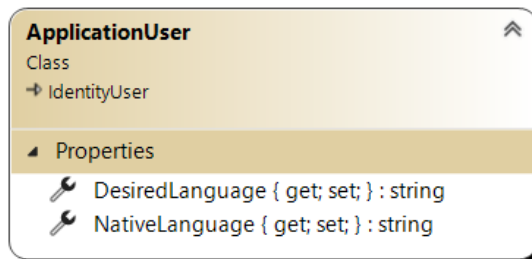 ApplicationUser
Class
IdentityUser
Properties
DesiredLanguage { get; set; } : string
NativeLanguage { get; set; } : string